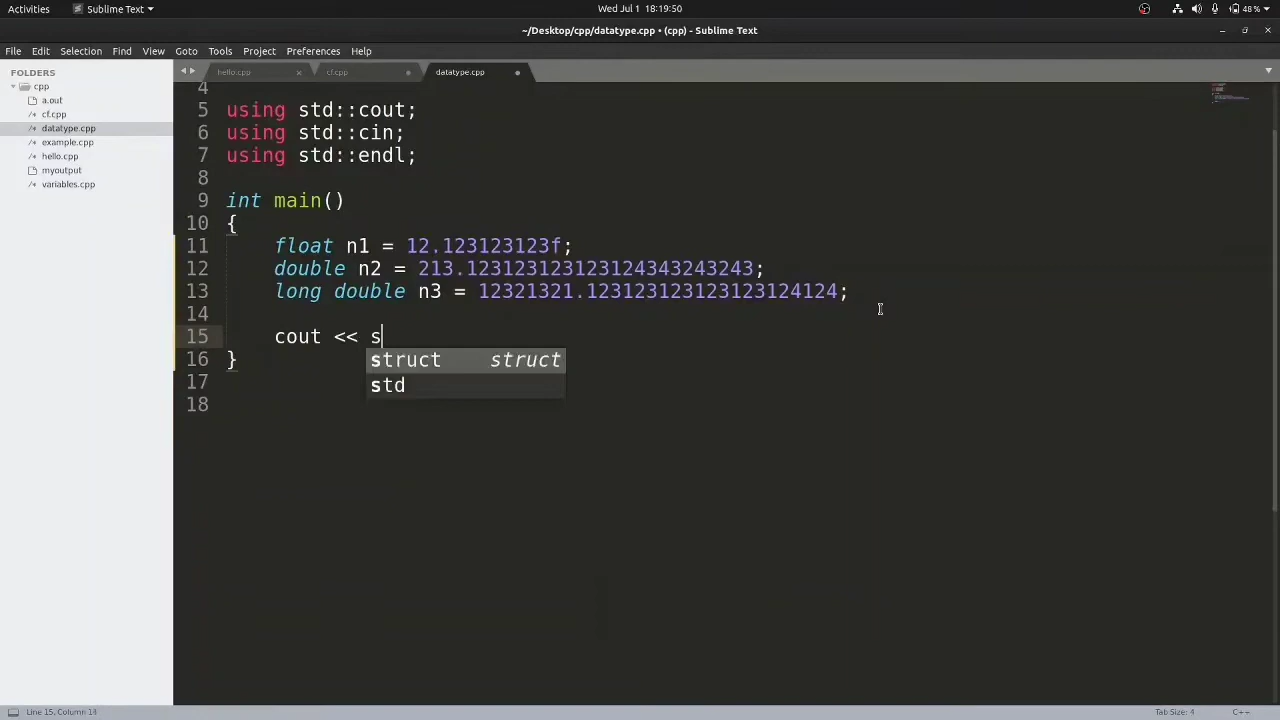 Activities
Sublime Text
Wed Jul 1 18:19:50
48%
~/Desktop/cpp/datatype.cpp • (cpp) - Sublime Text
File Edit Selection Find View Goto Tools Project Preferences Help
FOLDERS
cpp
a.out
cf.cpp
datatype.cpp
example.cpp
hello.cpp
myoutput
variables.cpp
hello.cpp
cf.cpp
datatype.cpp
4
5 using std::cout;
6 using std::cin;
7 using std::endl;
8
9 int main()
10 {
11 float n1 = 12.123123123f;
12 double n2 = 213.123123123123124343243243;
13 long double n3 = 12321321.123123123123123124124;
14
15 cout << s
struct struct
std
16 }
17
18
Line 15, Column 14
Tab Size: 4
C++